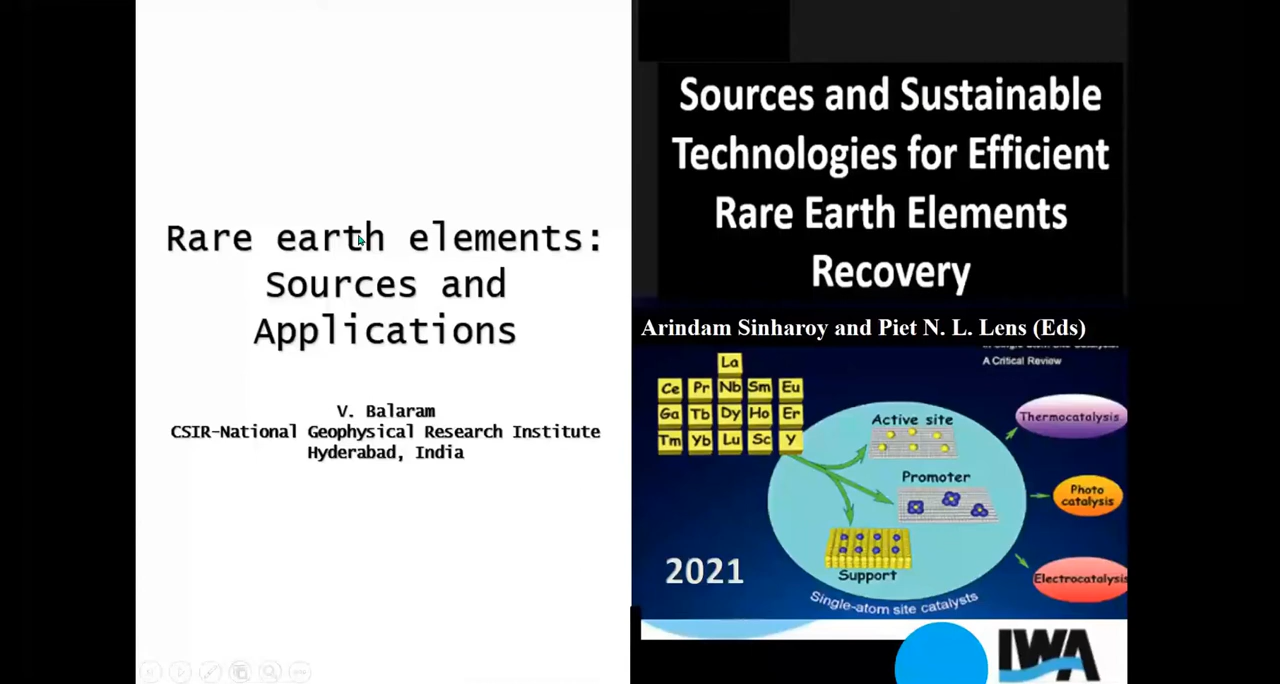 Rare earth elements:
Sources and
Applications
V. Balaram
CSIR-National Geophysical Research Institute
Hyderabad, India
Sources and Sustainable
Technologies for Efficient
Rare Earth Elements
Recovery
Arindam Sinharoy and Piet N. L. Lens (Eds)
A Critical Review
La
Ce Pr Nb Sm Eu
Ga Tb Dy Ho Er
Tm Yb Lu Sc Y
Active site
Promoter
Support
Single-atom site catalysts
Thermocatalysis
Photo
catalysis
Electrocatalysis
2021
IWA